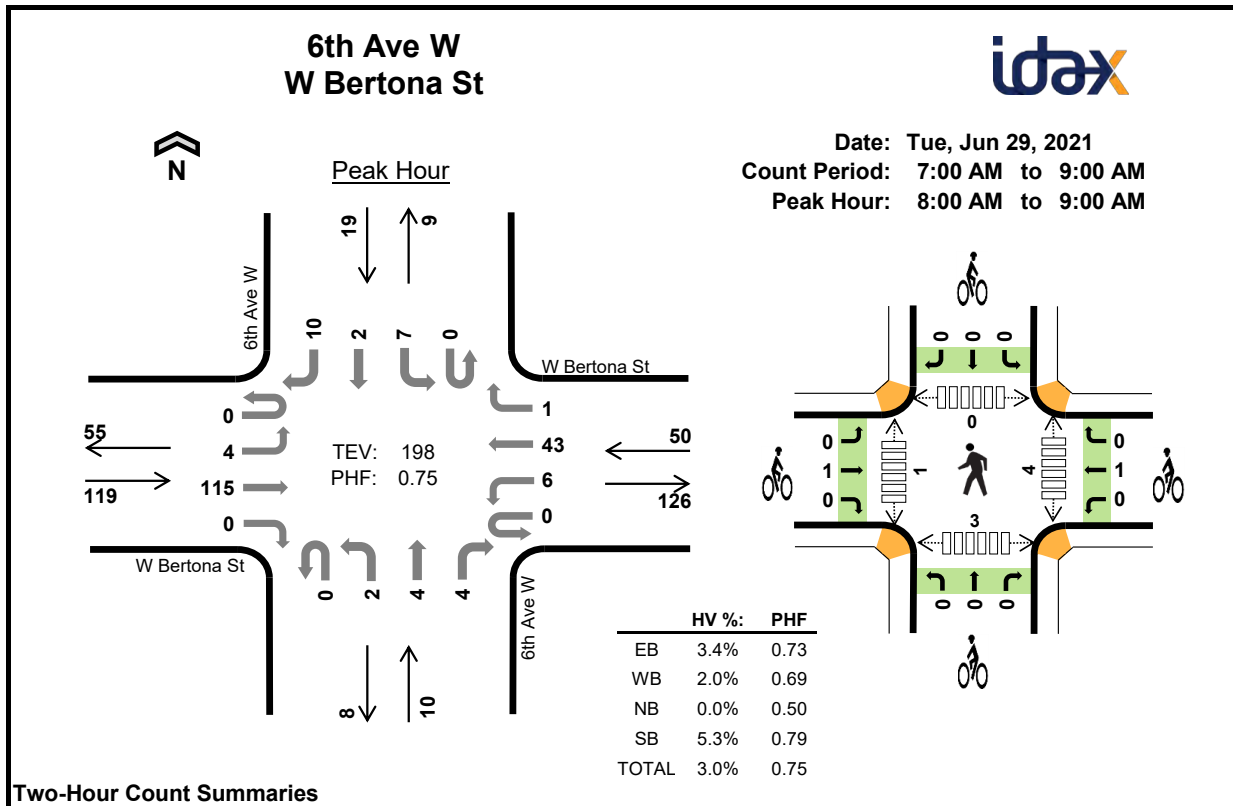 6th Ave W
W Bertona St
idax
N
Peak Hour
Date: Tue, Jun 29, 2021
Count Period: 7:00 AM to 9:00 AM
Peak Hour: 8:00 AM to 9:00 AM
19
9
6th Ave W
10
2
7
0
W Bertona St
0
4
115
0
55
119
TEV: 198
PHF: 0.75
1
43
6
0
50
126
W Bertona St
0
2
4
4
6th Ave W
8
10
0
0
0
0
0
1
0
1
4
0
1
0
3
0
0
0
HV %: PHF
EB 3.4% 0.73
WB 2.0% 0.69
NB 0.0% 0.50
SB 5.3% 0.79
TOTAL 3.0% 0.75
Two-Hour Count Summaries